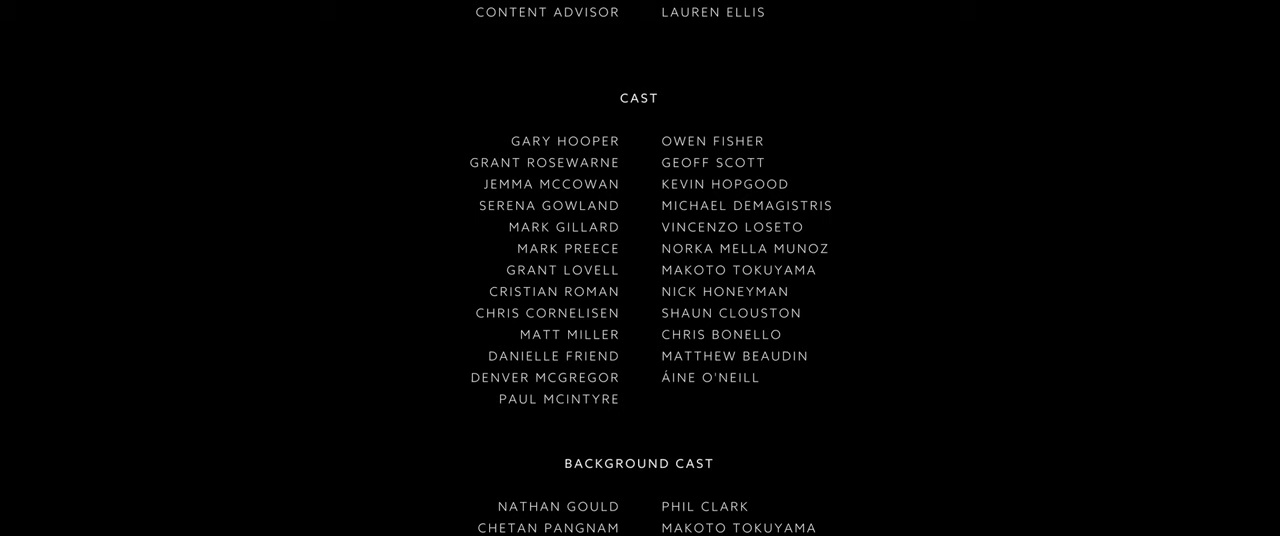 CONTENT ADVISOR LAUREN ELLIS
CAST
GARY HOOPER OWEN FISHER
GRANT ROSEWARNE GEOFF SCOTT
JEMMA MCCOWAN KEVIN HOPGOOD
SERENA GOWLAND MICHAEL DEMAGISTRIS
MARK GILLARD VINCENZO LOSETO
MARK PREECE NORKA MELLA MUNOZ
GRANT LOVELL MAKOTO TOKUYAMA
CRISTIAN ROMAN NICK HONEYMAN
CHRIS CORNELISEN SHAUN CLOUSTON
MATT MILLER CHRIS BONELLO
DANIELLE FRIEND MATTHEW BEAUDIN
DENVER MCGREGOR ÁINE O'NEILL
PAUL MCINTYRE
BACKGROUND CAST
NATHAN GOULD PHIL CLARK
CHETAN PANGNAM MAKOTO TOKUYAMA